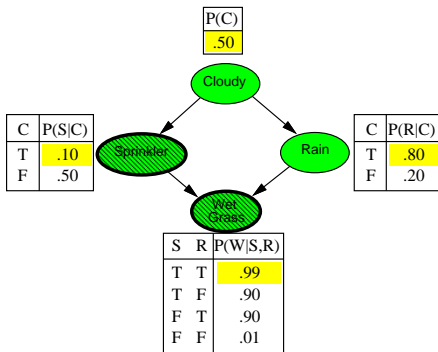 P(C)
.50
Cloudy
C P(S|C)
T .10
F .50
Sprinkler
Rain
C P(R|C)
T .80
F .20
Wet
Grass
S R P(W|S,R)
T T .99
T F .90
F T .90
F F .01